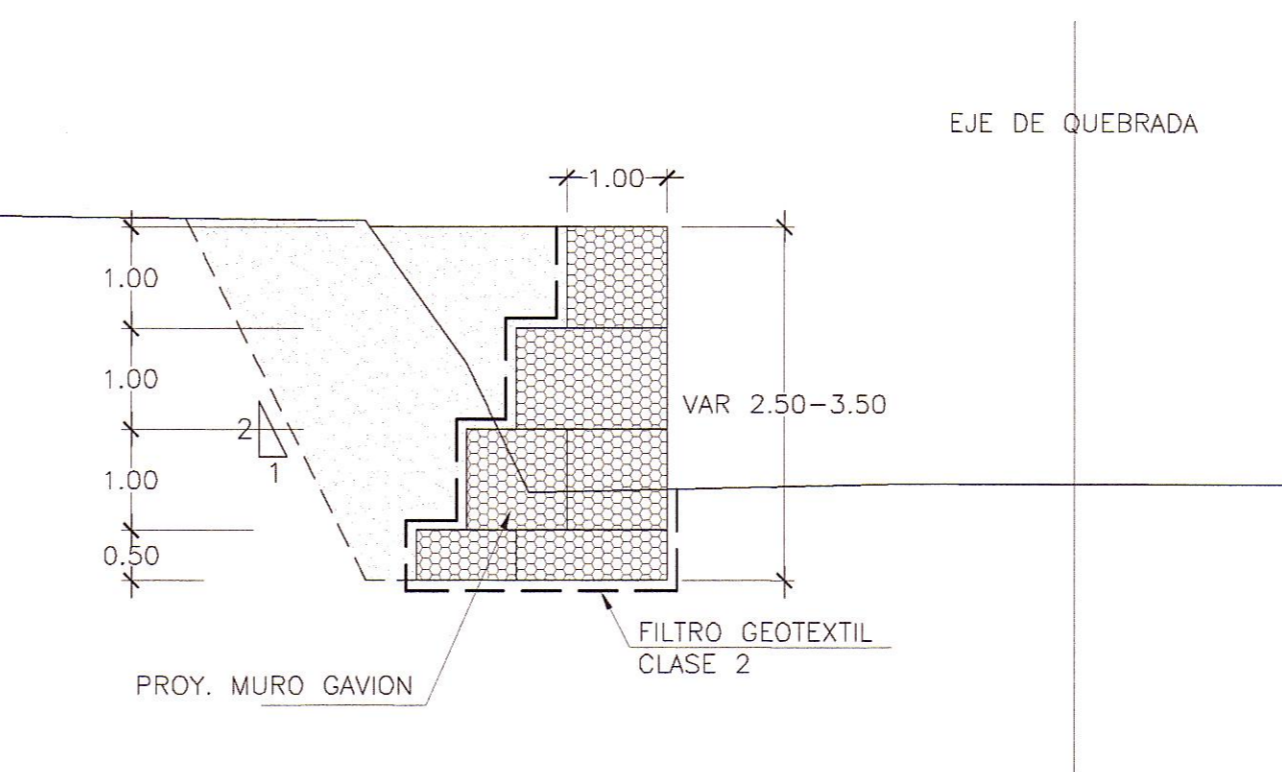 EJE DE QUEBRADA
1.00
1.00
1.00
VAR 2.50-3.50
2
1
1.00
0.50
FILTRO GEOTEXTIL
CLASE 2
PROY. MURO GAVION